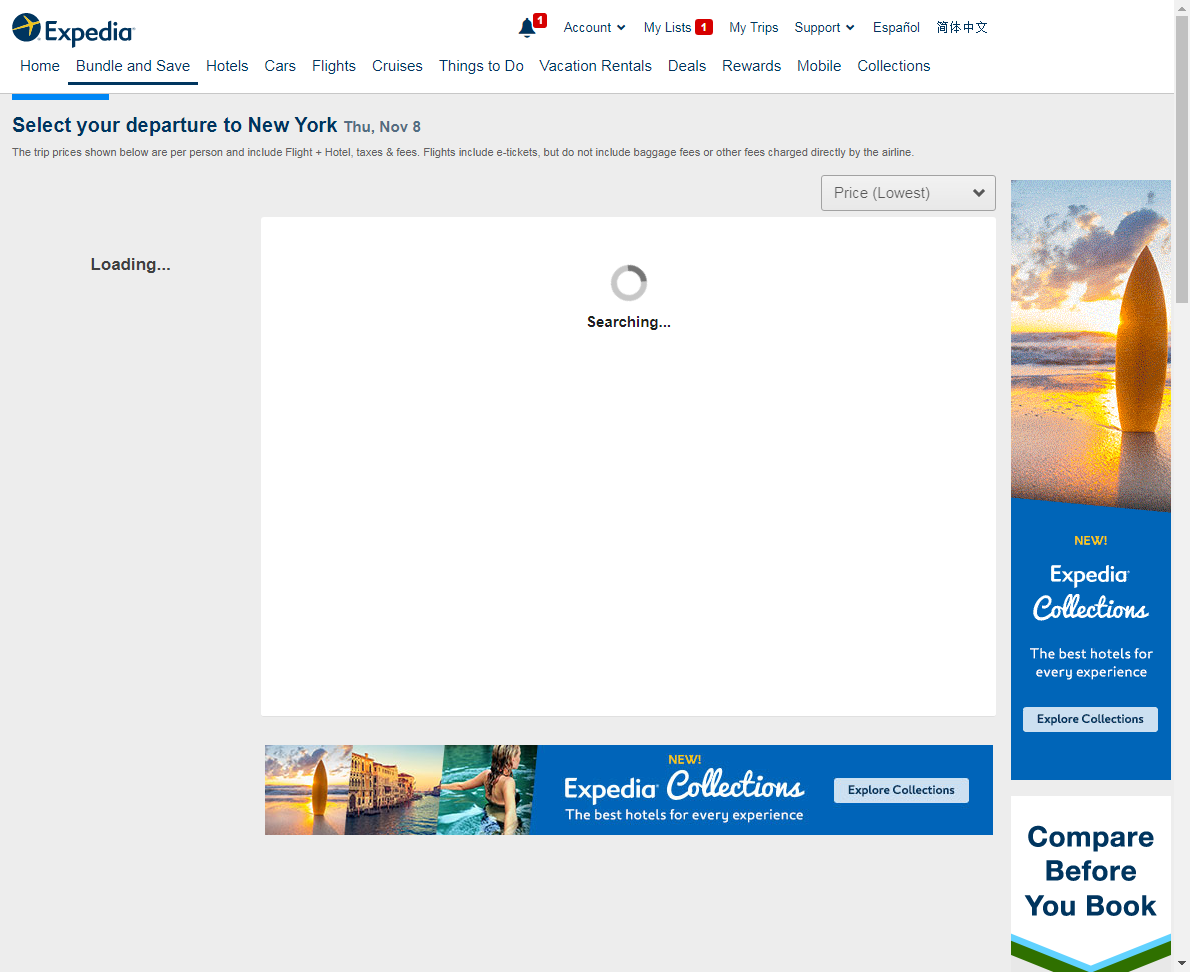 Expedia
1
Account
My Lists 1
My Trips
Support
Español
简体中文
Home
Bundle and Save
Hotels
Cars
Flights
Cruises
Things to Do
Vacation Rentals
Deals
Rewards
Mobile
Collections
Select your departure to New York Thu, Nov 8
The trip prices shown below are per person and include Flight + Hotel, taxes & fees. Flights include e-tickets, but do not include baggage fees or other fees charged directly by the airline.
Price (Lowest)
Loading...
Searching...
NEW!
Expedia
Collections
The best hotels for
every experience
Explore Collections
NEW!
Expedia Collections
The best hotels for every experience
Explore Collections
Compare
Before
You Book